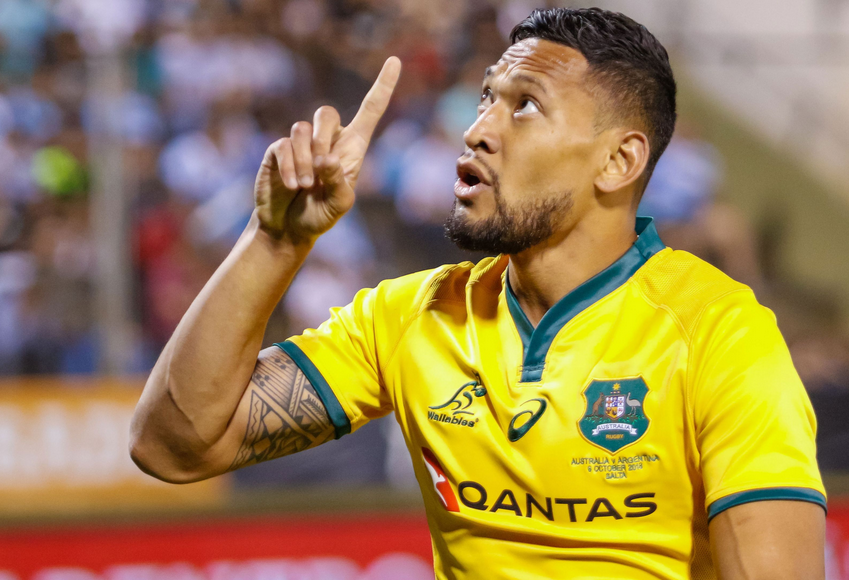 Wallabies
AUSTRALIA
RUGBY
AUSTRALIA v ARGENTINA
6 OCTOBER 2018
SALTA
QANTAS